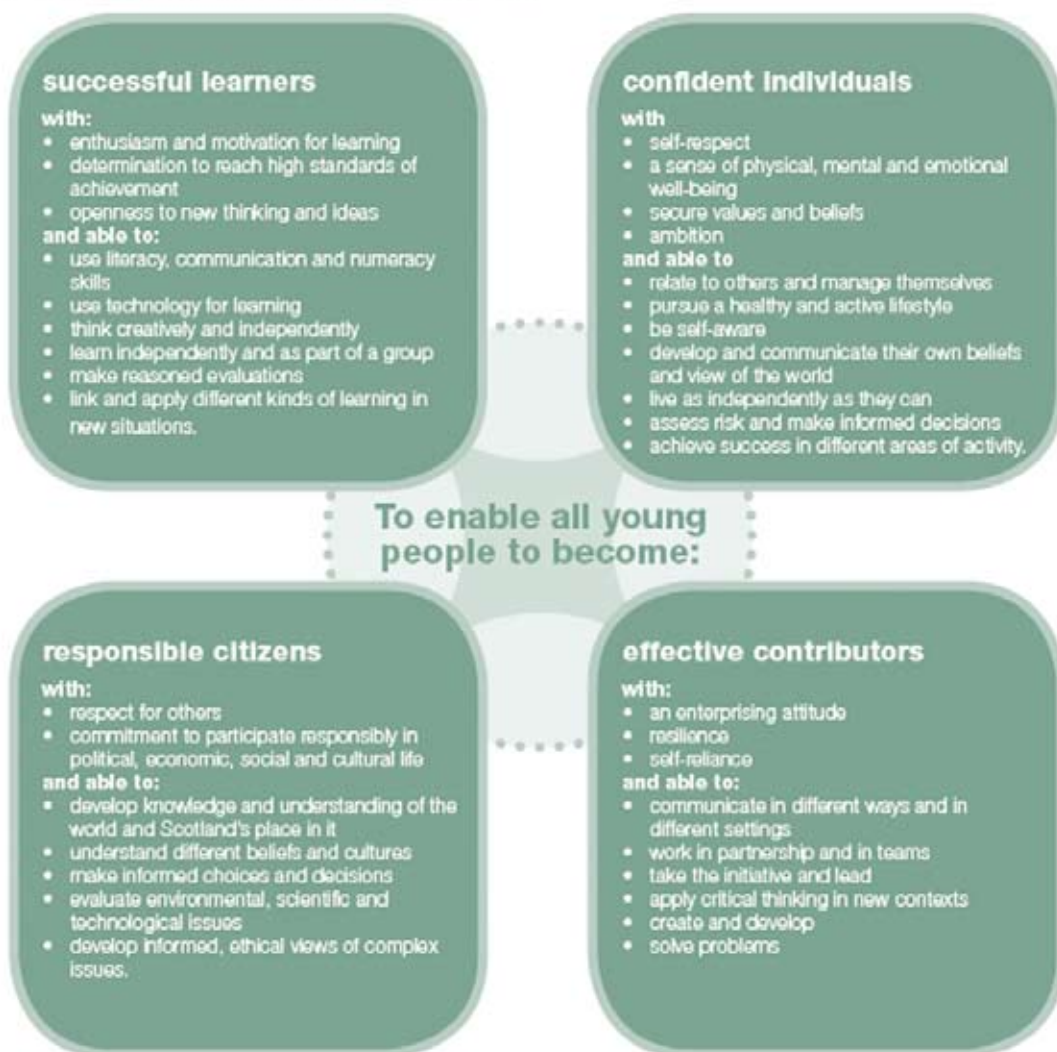 successful learners
with:
• enthusiasm and motivation for learning
• determination to reach high standards of
achievement
• openness to new thinking and ideas
and able to:
• use literacy, communication and numeracy
skills
• use technology for learning
• think creatively and independently
• learn independently and as part of a group
• make reasoned evaluations
• link and apply different kinds of learning in
new situations.
confident individuals
with
• self-respect
• a sense of physical, mental and emotional
well-being
• secure values and beliefs
• ambition
and able to
• relate to others and manage themselves
• pursue a healthy and active lifestyle
• be self-aware
• develop and communicate their own beliefs
and view of the world
• live as independently as they can
• assess risk and make informed decisions
• achieve success in different areas of activity.
To enable all young
people to become:
responsible citizens
with:
• respect for others
• commitment to participate responsibly in
political, economic, social and cultural life
and able to:
• develop knowledge and understanding of the
world and Scotland's place in it
• understand different beliefs and cultures
• make informed choices and decisions
• evaluate environmental, scientific and
technological issues
• develop informed, ethical views of complex
issues.
effective contributors
with:
• an enterprising attitude
• resilience
• self-reliance
and able to:
• communicate in different ways and in
different settings
• work in partnership and in teams
• take the initiative and lead
• apply critical thinking in new contexts
• create and develop
• solve problems